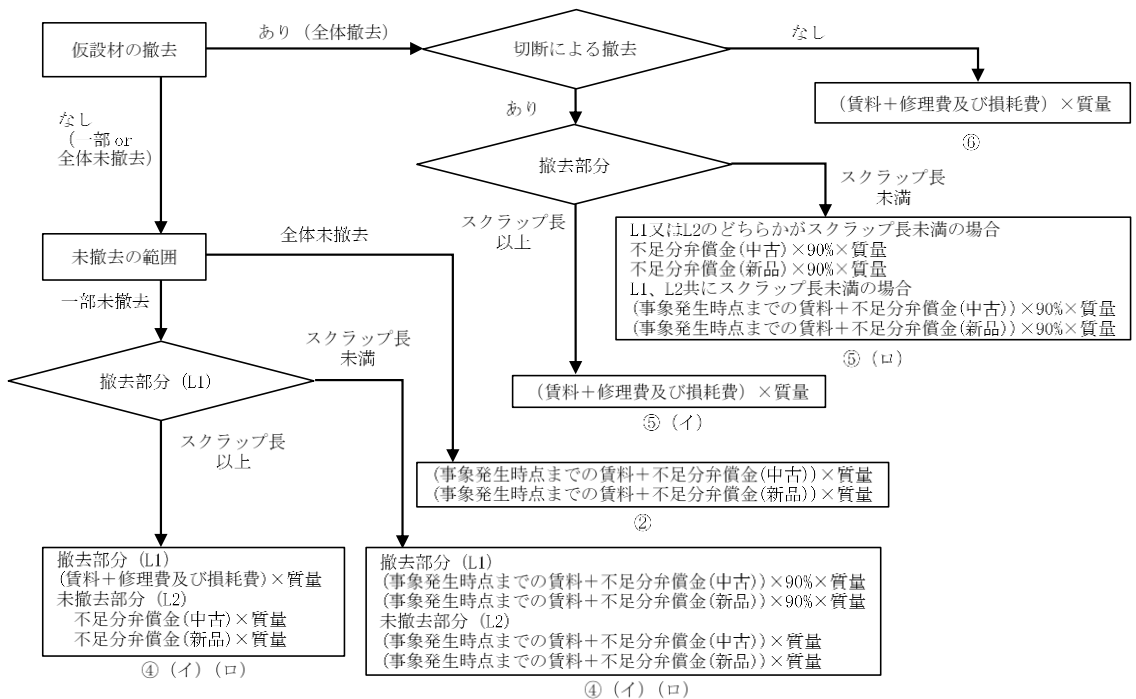 仮設材の撤去
あり（全体撤去）
切断による撤去
なし
(賃料＋修理費及び損耗費) ×質量
⑥
なし
(一部 or
全体未撤去)
あり
撤去部分
スクラップ長
未満
スクラップ長
以上
L1又はL2のどちらかがスクラップ長未満の場合
不足分弁償金(中古)×90%×質量
不足分弁償金(新品)×90%×質量
L1、L2共にスクラップ長未満の場合
(事象発生時点までの賃料＋不足分弁償金(中古))×90%×質量
(事象発生時点までの賃料＋不足分弁償金(新品))×90%×質量
⑤（ロ）
未撤去の範囲
全体未撤去
一部未撤去
スクラップ長
未満
撤去部分（L1）
(賃料＋修理費及び損耗費) ×質量
⑤（イ）
スクラップ長
以上
(事象発生時点までの賃料＋不足分弁償金(中古))×質量
(事象発生時点までの賃料＋不足分弁償金(新品))×質量
②
撤去部分（L1）
(賃料＋修理費及び損耗費)×質量
未撤去部分（L2）
不足分弁償金(中古)×質量
不足分弁償金(新品)×質量
④（イ）（ロ）
撤去部分（L1）
(事象発生時点までの賃料＋不足分弁償金(中古))×90%×質量
(事象発生時点までの賃料＋不足分弁償金(新品))×90%×質量
未撤去部分（L2）
(事象発生時点までの賃料＋不足分弁償金(中古))×質量
(事象発生時点までの賃料＋不足分弁償金(新品))×質量
④（イ）（ロ）